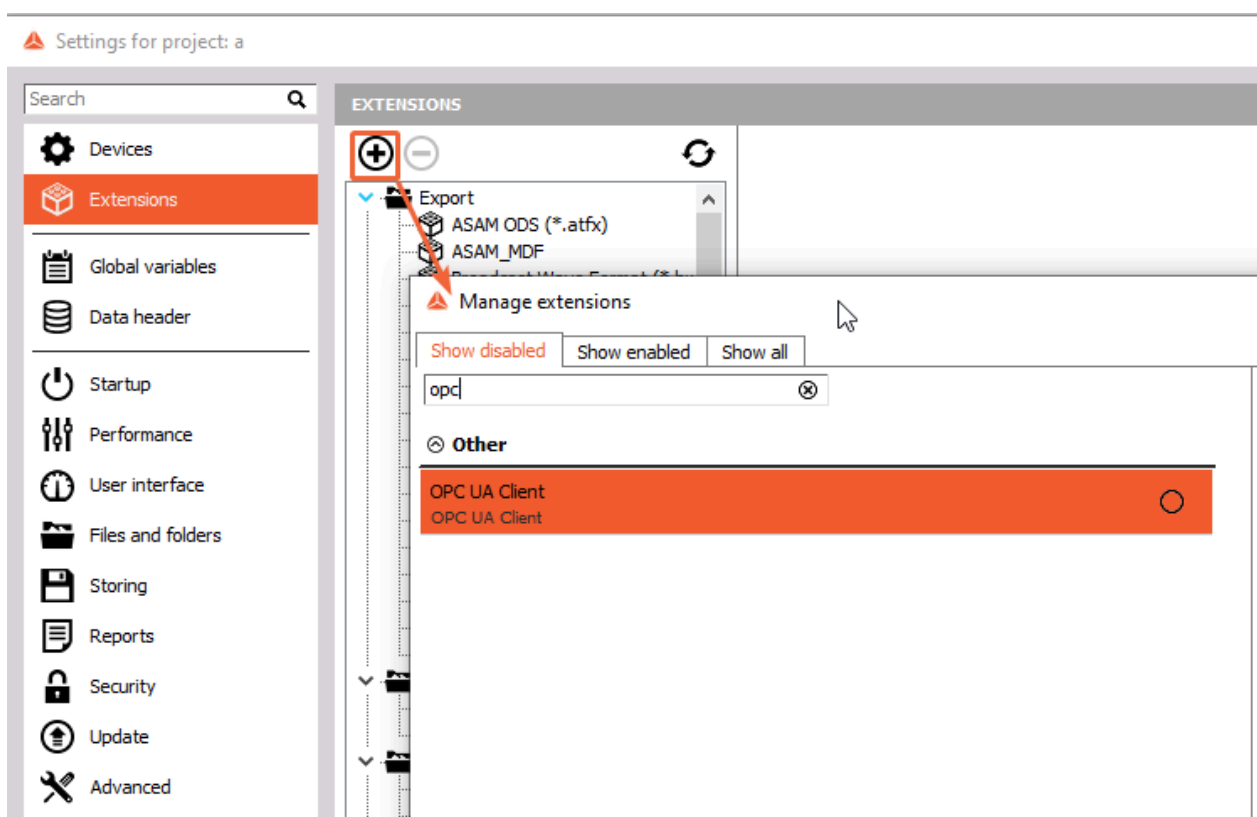 Settings for project: a
Search
Devices
Extensions
Global variables
Data header
Startup
Performance
User interface
Files and folders
Storing
Reports
Security
Update
Advanced
EXTENSIONS
Export
ASAM ODS (*.atfx)
ASAM_MDF
Manage extensions
Show disabled
Show enabled
Show all
opc
Other
OPC UA Client
OPC UA Client